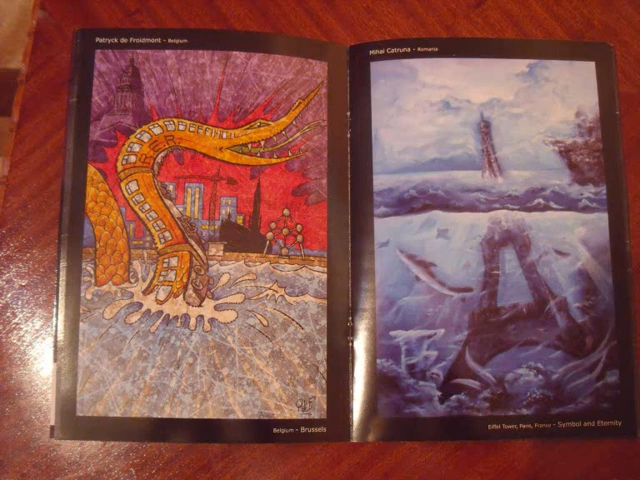 Patryck de Froidmont - Belgium
R.E.R
Belgium - Brussels
Mihai Catruna - Romania
Eiffel Tower, Paris, France - Symbol and Eternity